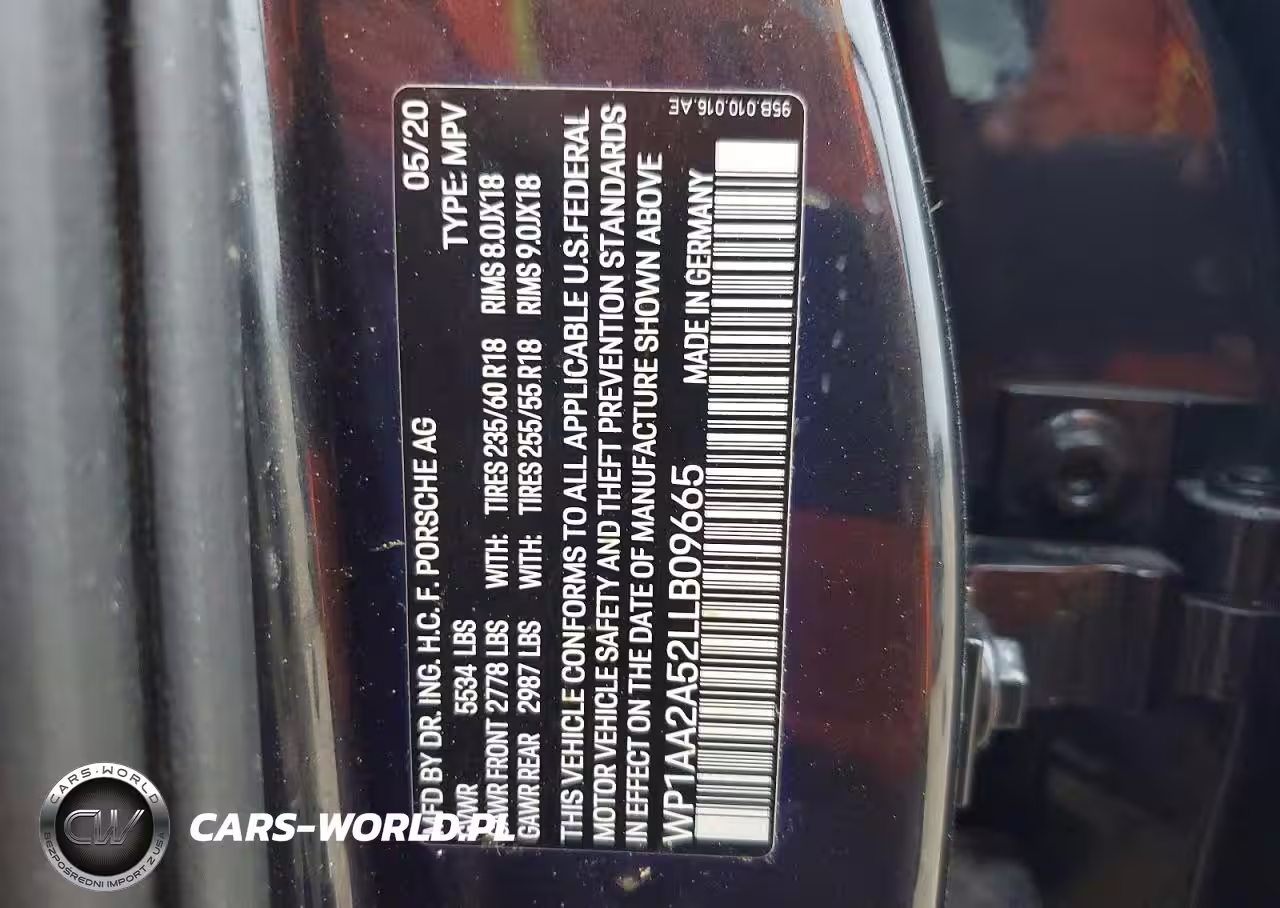 MFD BY DR. ING. H.C. F. PORSCHE AG 05/20
GVWR 5534 LBS TYPE: MPV
GAWR FRONT 2778 LBS WITH: TIRES 235/60 R18 RIMS 8.0JX18
GAWR REAR 2987 LBS WITH: TIRES 255/55 R18 RIMS 9.0JX18
THIS VEHICLE CONFORMS TO ALL APPLICABLE U.S.FEDERAL
MOTOR VEHICLE SAFETY AND THEFT PREVENTION STANDARDS
IN EFFECT ON THE DATE OF MANUFACTURE SHOWN ABOVE
WP1AA2A52LLB09665 MADE IN GERMANY
95B.010.016.AE
CARS-WORLD
CW
BEZPOŚREDNI IMPORT Z USA
CARS-WORLD.PL